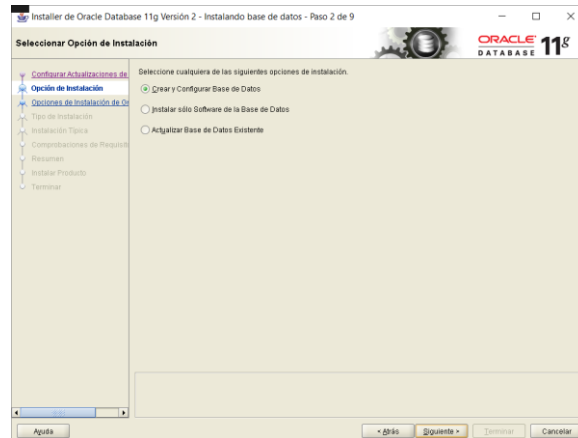 Installer de Oracle Database 11g Versión 2 - Instalando base de datos - Paso 2 de 9
Seleccionar Opción de Instalación
ORACLE
DATABASE
11g
Configurar Actualizaciones de
Opción de Instalación
Opciones de Instalación de Or
Tipo de Instalación
Instalación Típica
Comprobaciones de Requisit
Resumen
Instalar Producto
Terminar
Seleccione cualquiera de las siguientes opciones de instalación.
Crear y Configurar Base de Datos
Instalar sólo Software de la Base de Datos
Actualizar Base de Datos Existente
Ayuda
< Atrás
Siguiente >
Terminar
Cancelar